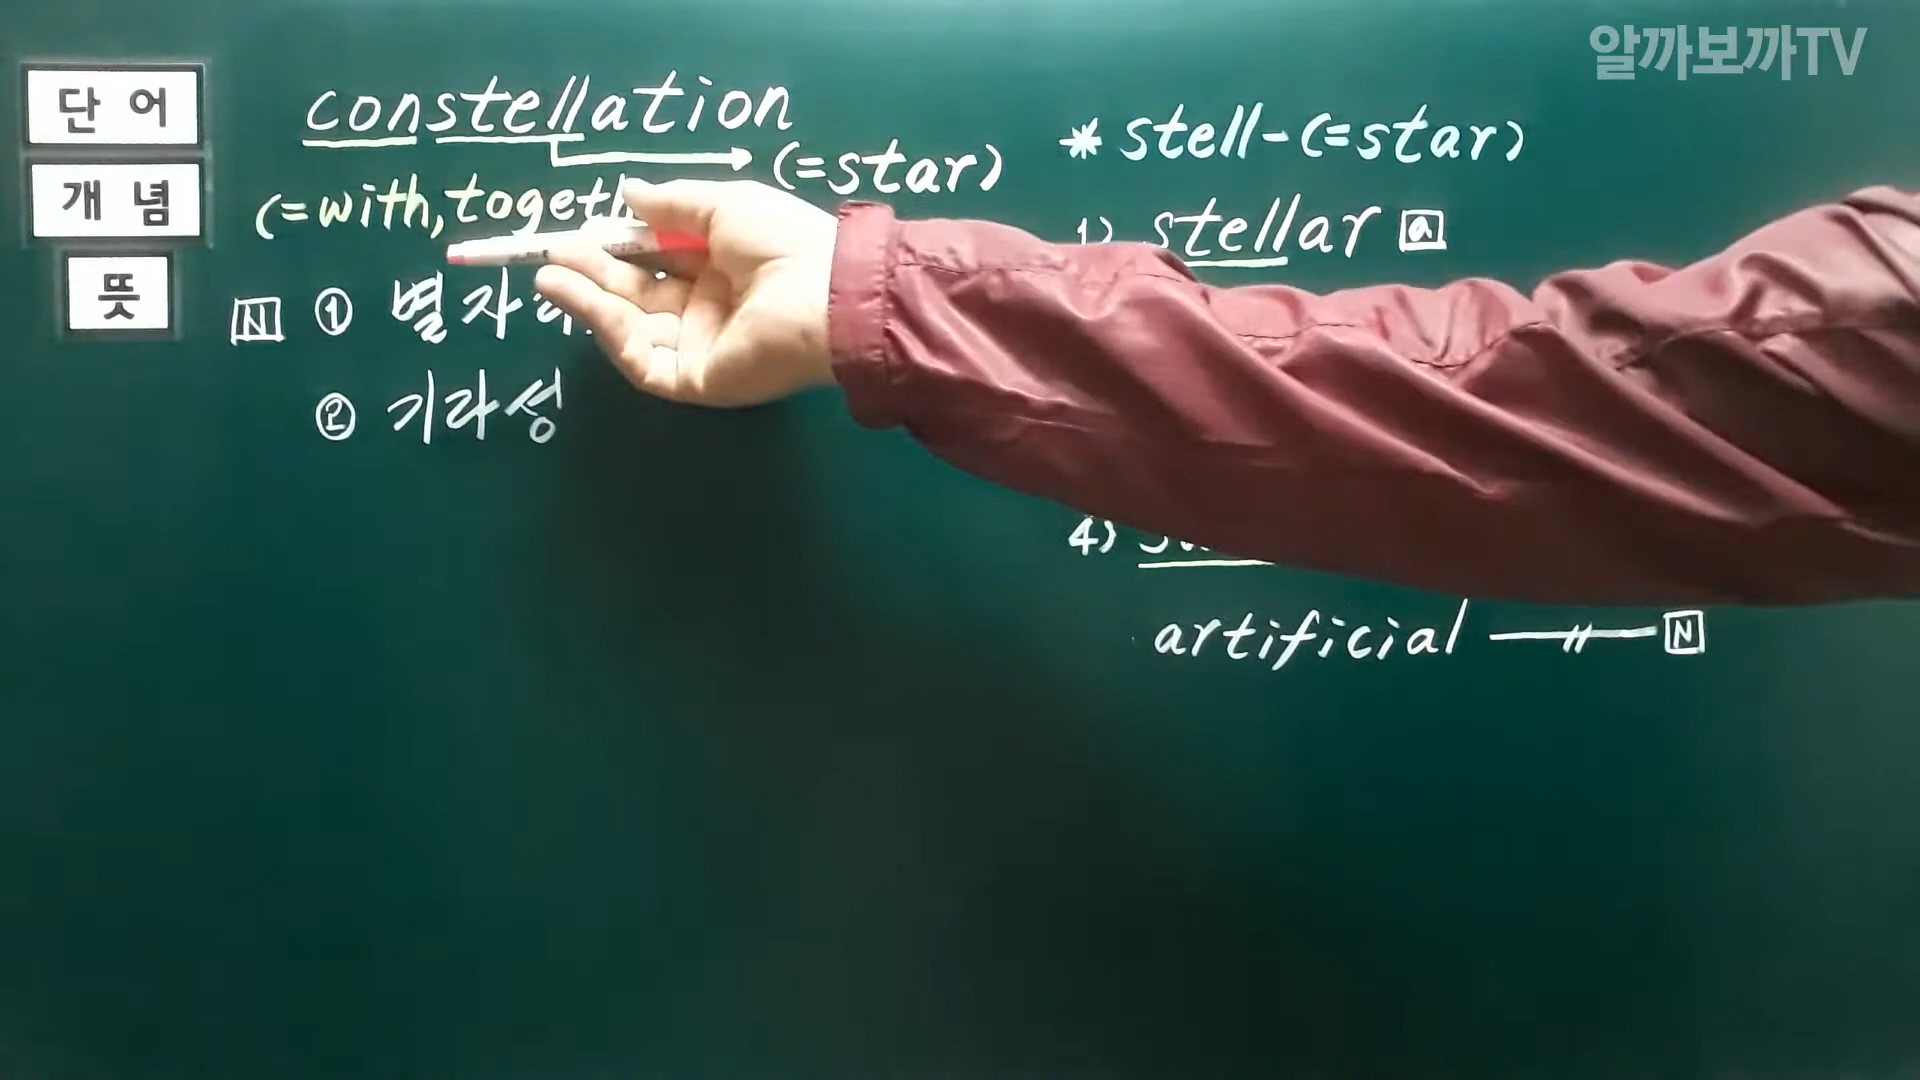 알까보까TV
단 어
개 념
뜻
constellation
(=star)
(=with,
N ① 별자
② 기라성
* stell-(=star)
1) stellar a
4)
artificial N